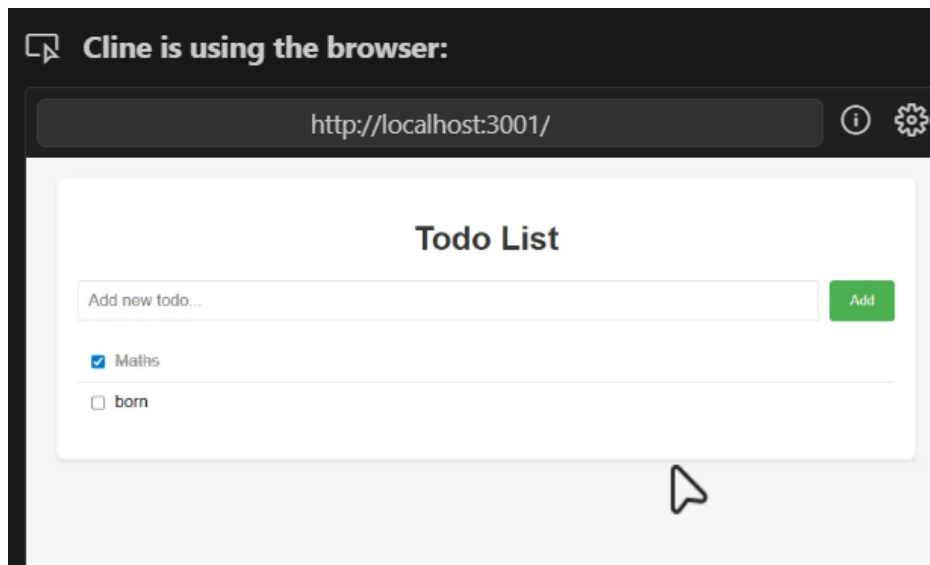 Cline is using the browser:
http://localhost:3001/
Todo List
Add new todo...
Add
Maths
born